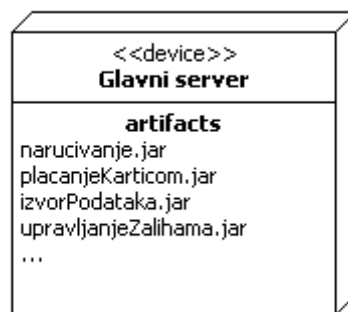 <<device>>
Glavni server
artifacts
narucivanje.jar
placanjeKarticom.jar
izvorPodataka.jar
upravljanjeZalihama.jar
...